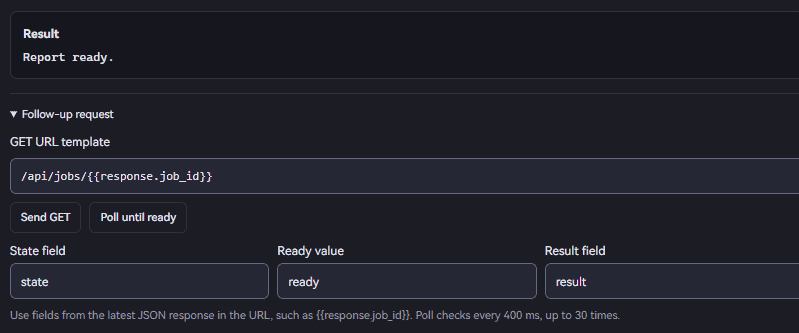 Result
Report ready.
▼ Follow-up request
GET URL template
/api/jobs/{{response.job_id}}
Send GET Poll until ready
State field Ready value Result field
state ready result
Use fields from the latest JSON response in the URL, such as {{response.job_id}}. Poll checks every 400 ms, up to 30 times.